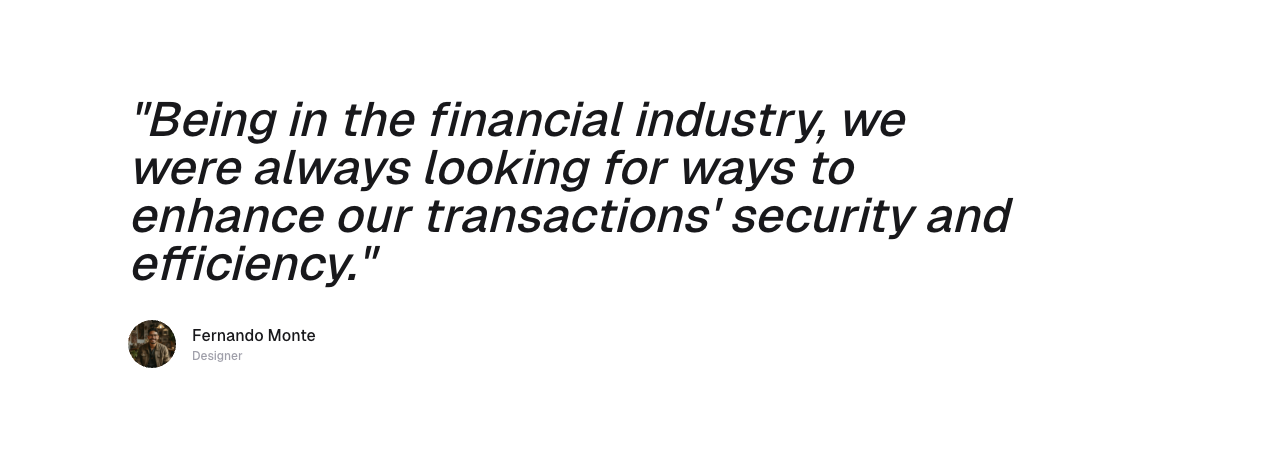 "Being in the financial industry, we
were always looking for ways to
enhance our transactions' security and
efficiency."
Fernando Monte
Designer